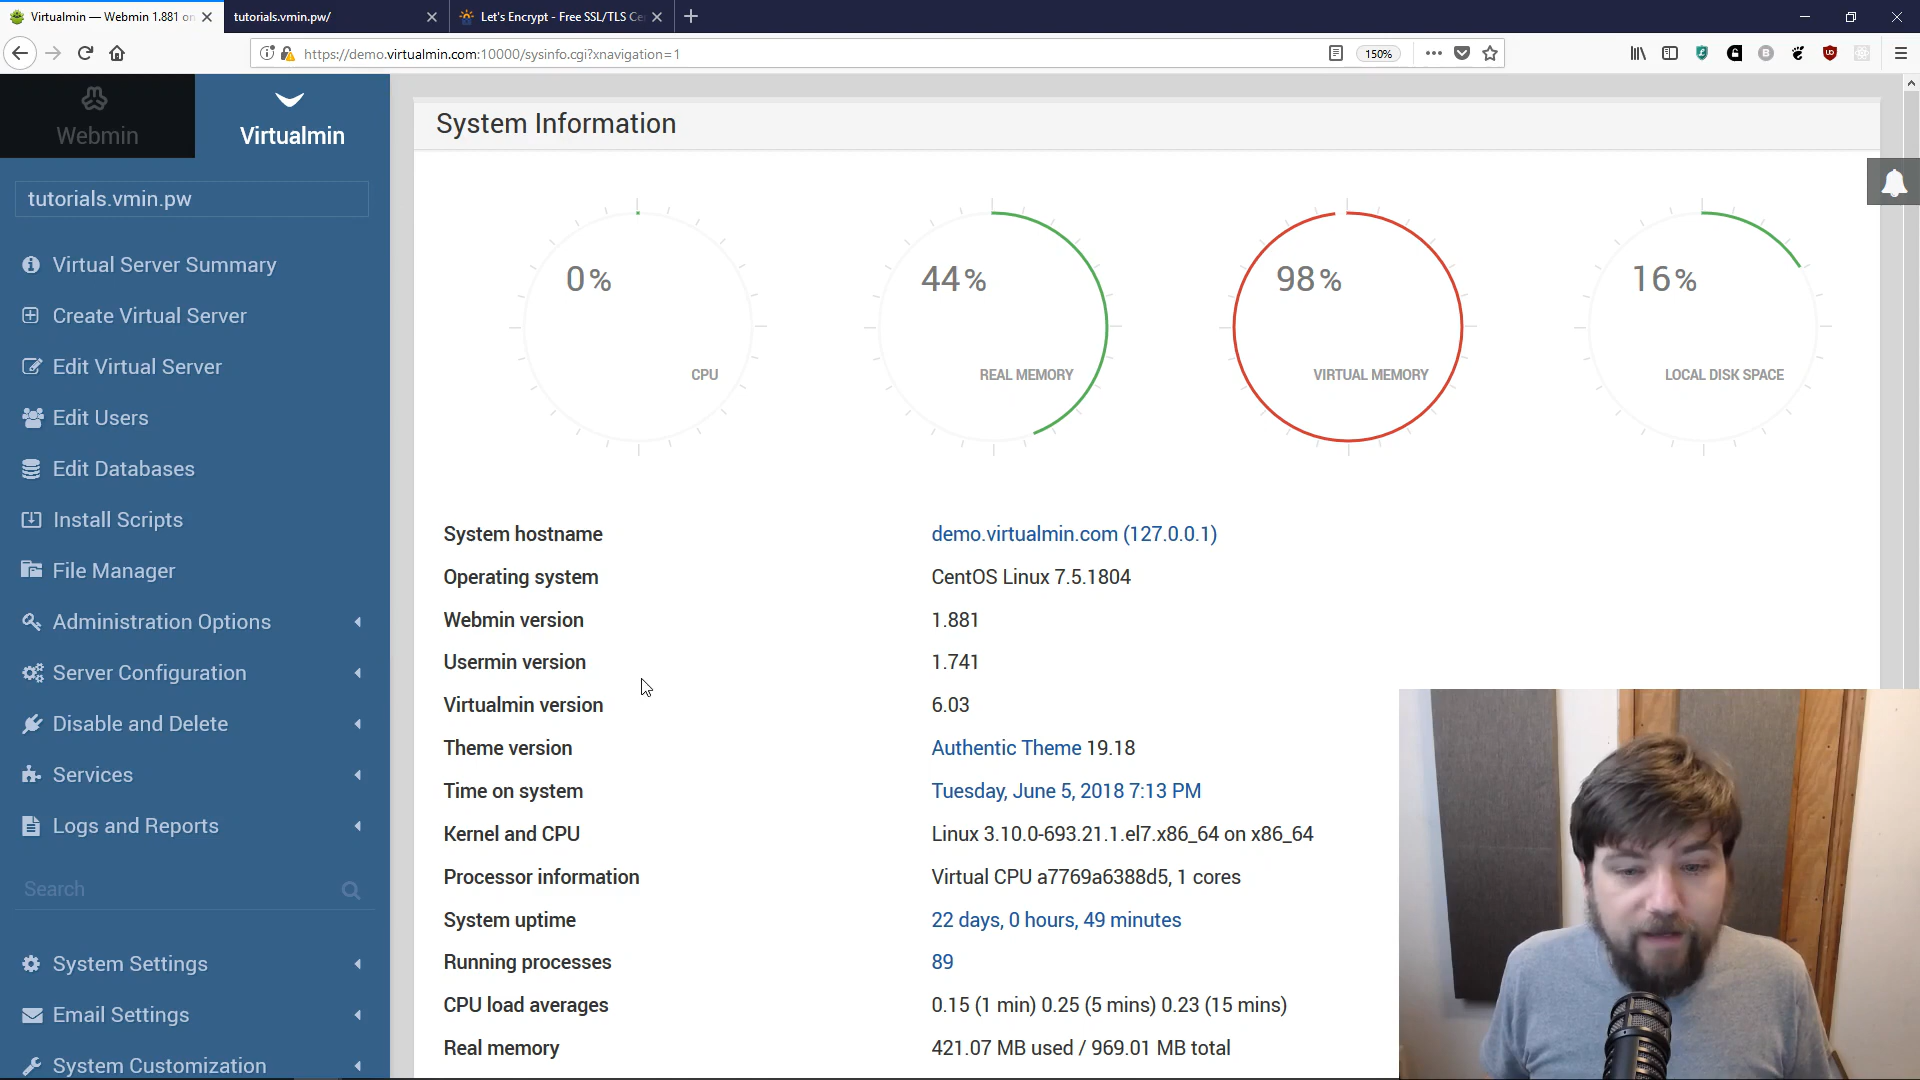 Virtualmin — Webmin 1.881 on
tutorials.vmin.pw/
Let's Encrypt - Free SSL/TLS Ce
https://demo.virtualmin.com:10000/sysinfo.cgi?xnavigation=1
150%
Webmin
Virtualmin
tutorials.vmin.pw
Virtual Server Summary
Create Virtual Server
Edit Virtual Server
Edit Users
Edit Databases
Install Scripts
File Manager
Administration Options
Server Configuration
Disable and Delete
Services
Logs and Reports
Search
System Settings
Email Settings
System Customization
System Information
0%
CPU
44%
REAL MEMORY
98%
VIRTUAL MEMORY
16%
LOCAL DISK SPACE
System hostname demo.virtualmin.com (127.0.0.1)
Operating system CentOS Linux 7.5.1804
Webmin version 1.881
Usermin version 1.741
Virtualmin version 6.03
Theme version Authentic Theme 19.18
Time on system Tuesday, June 5, 2018 7:13 PM
Kernel and CPU Linux 3.10.0-693.21.1.el7.x86_64 on x86_64
Processor information Virtual CPU a7769a6388d5, 1 cores
System uptime 22 days, 0 hours, 49 minutes
Running processes 89
CPU load averages 0.15 (1 min) 0.25 (5 mins) 0.23 (15 mins)
Real memory 421.07 MB used / 969.01 MB total